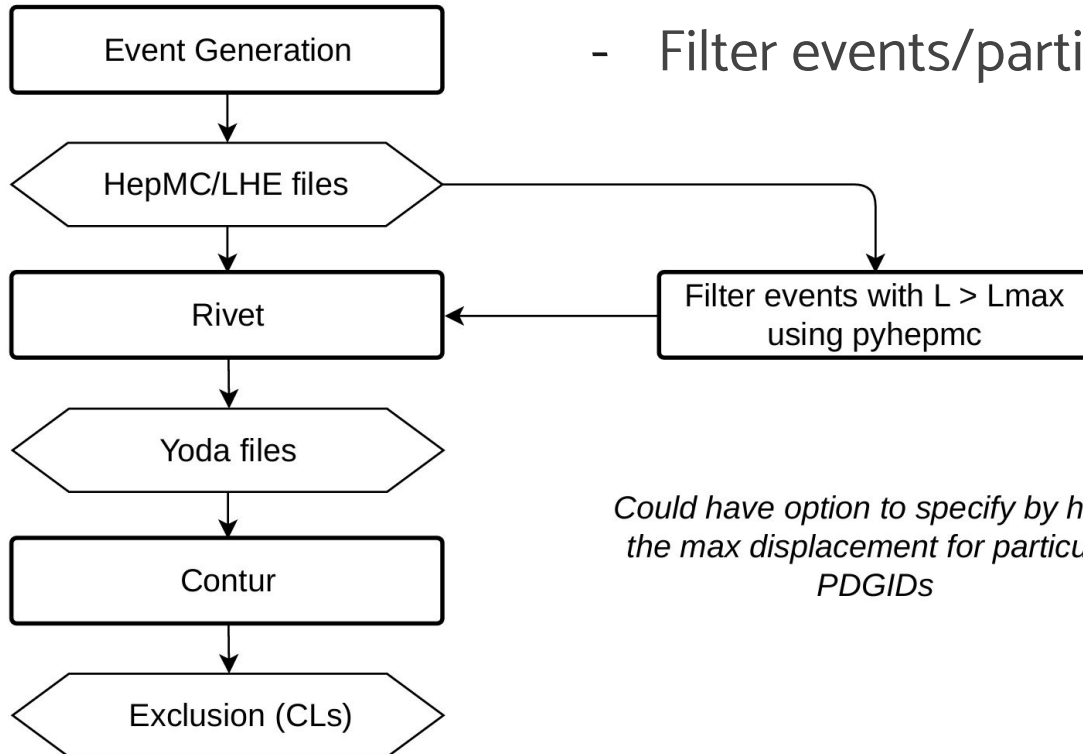 Event Generation
- Filter events/parti
HepMC/LHE files
Rivet
Filter events with L > Lmax
using pyhepmc
Yoda files
Could have option to specify by h
the max displacement for particu
PDGIDs
Contur
Exclusion (CLs)